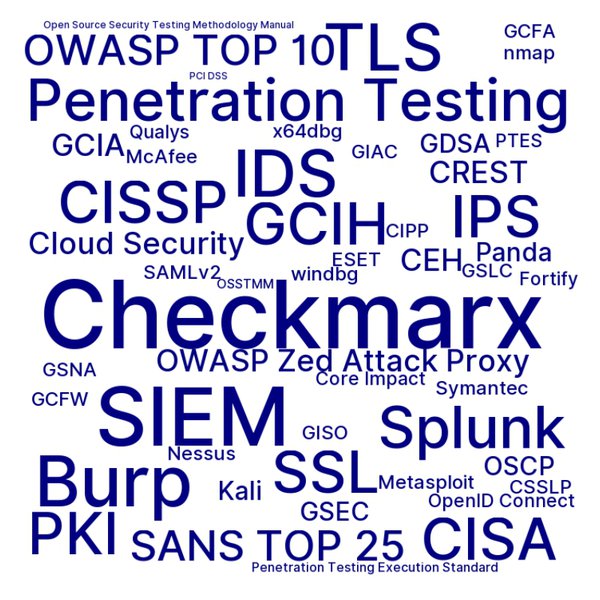 Open Source Security Testing Methodology Manual
GCFA
OWASP TOP 10
TLS
nmap
PCI DSS
Penetration Testing
Qualys
x64dbg
GCIA
GDSA
PTES
McAfee
GIAC
IDS
CREST
CISSP
GCIH
IPS
CIPP
Cloud Security
Panda
ESET
CEH
GSLC
SAMLv2
windbg
Fortify
OSSTMM
Checkmarx
OWASP Zed Attack Proxy
GSNA
Core Impact
Symantec
GCFW
SIEM
Splunk
GISO
Nessus
OSCP
Burp
SSL
Metasploit
CSSLP
Kali
OpenID Connect
GSEC
PKI
SANS TOP 25
CISA
Penetration Testing Execution Standard